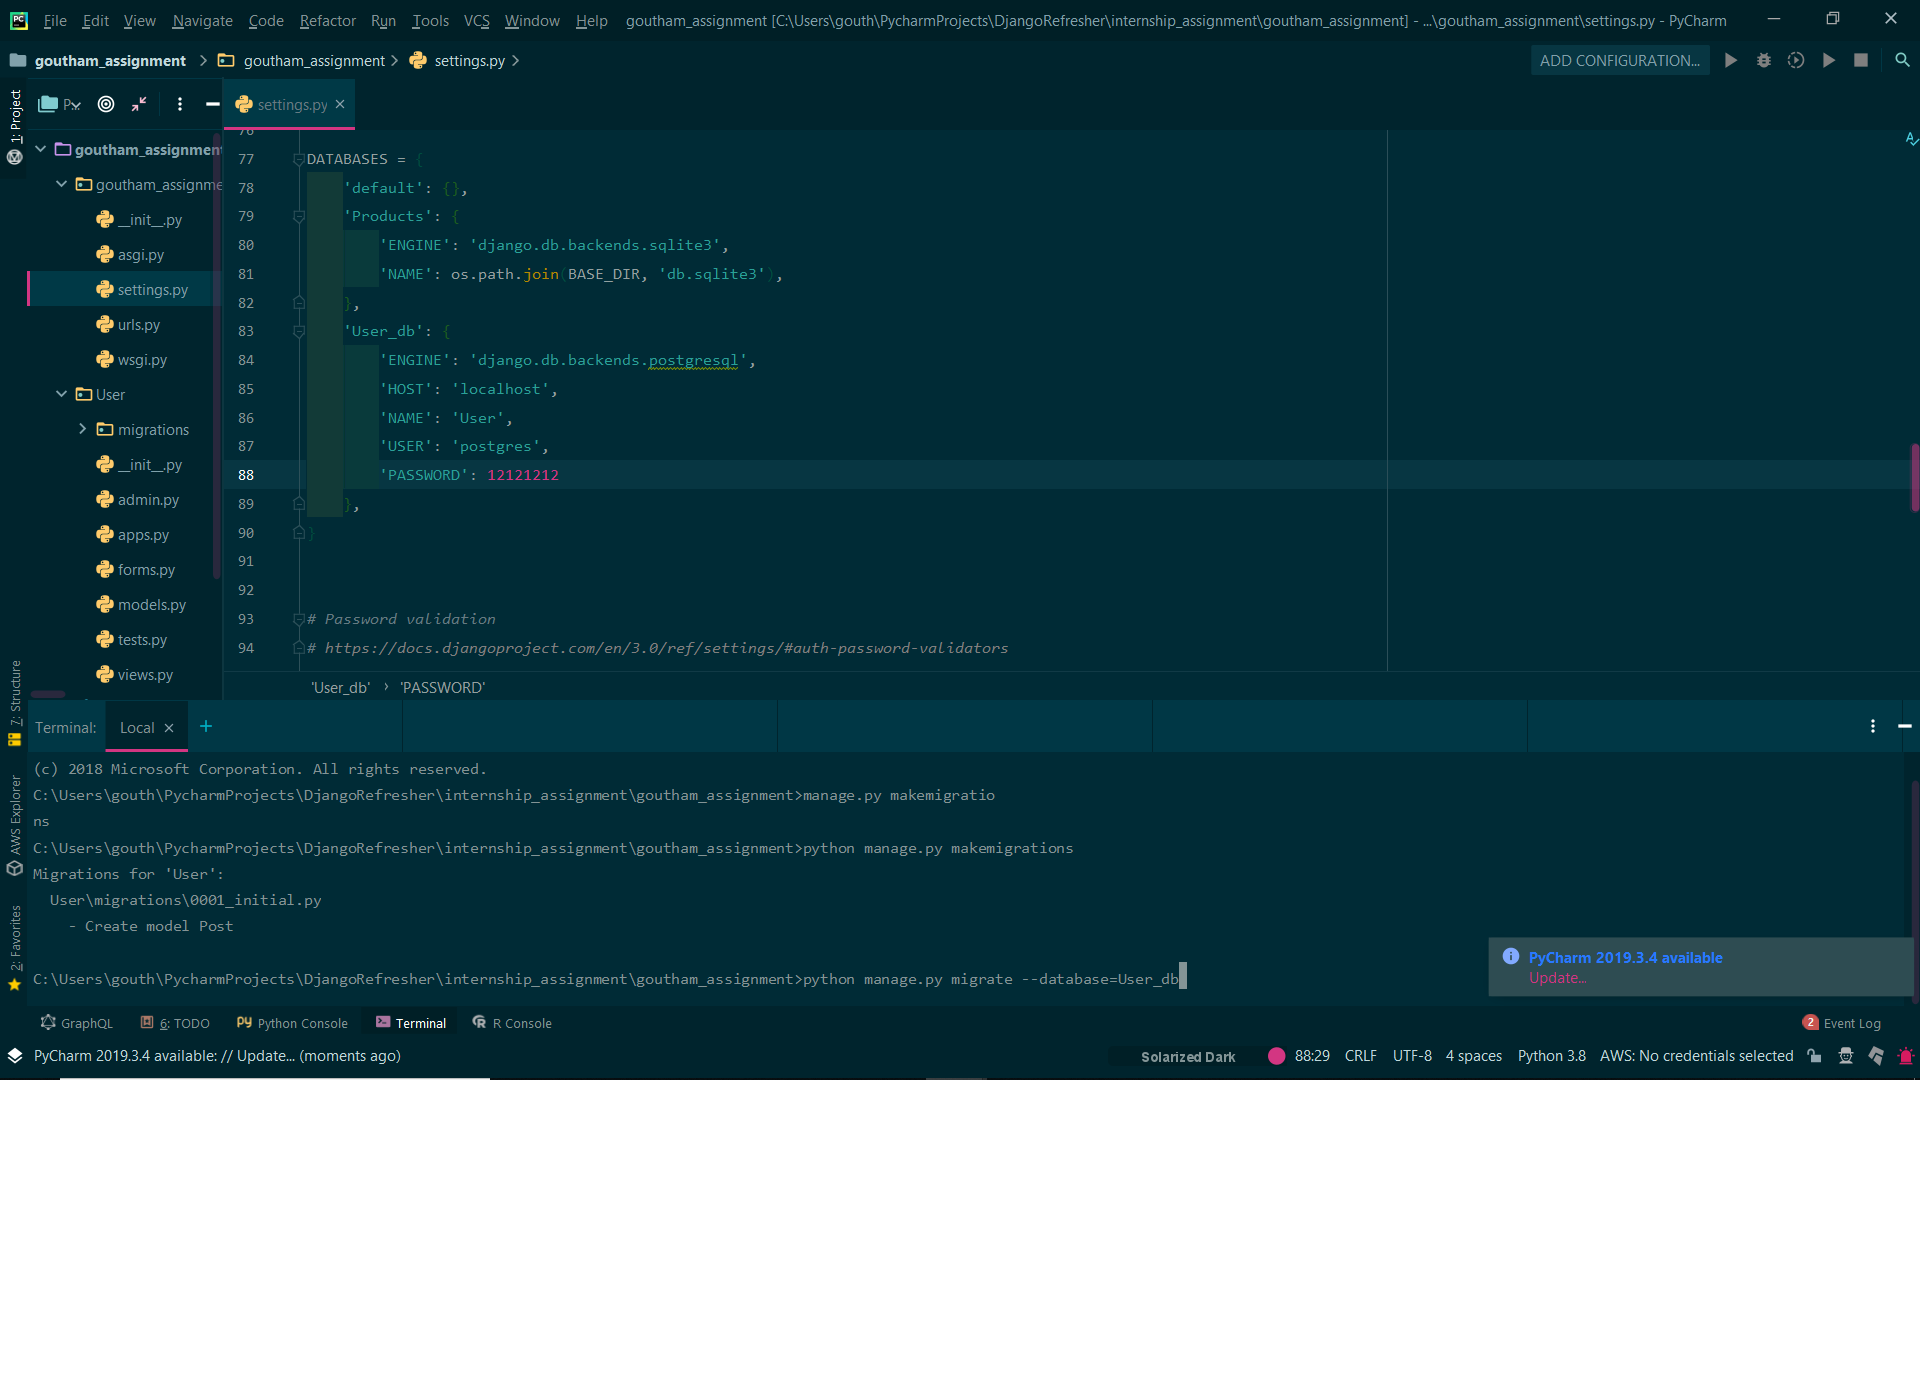 File Edit View Navigate Code Refactor Run Tools VCS Window Help goutham_assignment [C:\Users\gouth\PycharmProjects\DjangoRefresher\internship_assignment\goutham_assignment] - ...\goutham_assignment\settings.py - PyCharm
goutham_assignment goutham_assignment settings.py ADD CONFIGURATION...
1: Project
P.. settings.py
goutham_assignment
goutham_assignme
__init__.py
asgi.py
settings.py
urls.py
wsgi.py
User
migrations
__init__.py
admin.py
apps.py
forms.py
models.py
tests.py
views.py
76
77 DATABASES = {
78 'default': {},
79 'Products': {
80 'ENGINE': 'django.db.backends.sqlite3',
81 'NAME': os.path.join(BASE_DIR, 'db.sqlite3'),
82 },
83 'User_db': {
84 'ENGINE': 'django.db.backends.postgresql',
85 'HOST': 'localhost',
86 'NAME': 'User',
87 'USER': 'postgres',
88 'PASSWORD': 12121212
89 },
90 }
91
92
93 # Password validation
94 # https://docs.djangoproject.com/en/3.0/ref/settings/#auth-password-validators
'User_db' › 'PASSWORD'
7: Structure
AWS Explorer
2: Favorites
Terminal: Local +
(c) 2018 Microsoft Corporation. All rights reserved.
C:\Users\gouth\PycharmProjects\DjangoRefresher\internship_assignment\goutham_assignment>manage.py makemigratio
ns
C:\Users\gouth\PycharmProjects\DjangoRefresher\internship_assignment\goutham_assignment>python manage.py makemigrations
Migrations for 'User':
User\migrations\0001_initial.py
- Create model Post
C:\Users\gouth\PycharmProjects\DjangoRefresher\internship_assignment\goutham_assignment>python manage.py migrate --database=User_db
PyCharm 2019.3.4 available
Update...
GraphQL 6: TODO Python Console Terminal R Console 2 Event Log
PyCharm 2019.3.4 available: // Update... (moments ago) Solarized Dark 88:29 CRLF UTF-8 4 spaces Python 3.8 AWS: No credentials selected